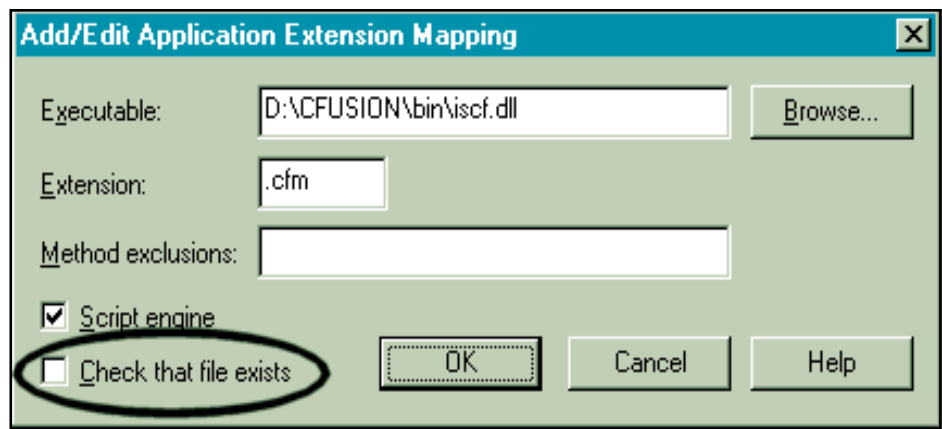 Add/Edit Application Extension Mapping
Executable: D:\CFUSION\bin\iscf.dll Browse...
Extension: .cfm
Method exclusions:
Script engine
Check that file exists OK Cancel Help